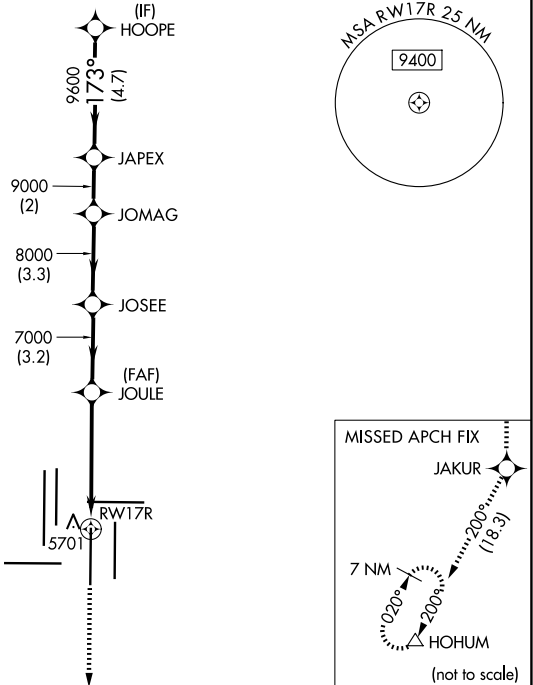 (IF)
HOOPE
9600
173°
(4.7)
JAPEX
9000
(2)
JOMAG
8000
(3.3)
JOSEE
7000
(3.2)
(FAF)
JOULE
RW17R
5701
MSA RW17R 25 NM
9400
MISSED APCH FIX
JAKUR
200°
(18.3)
7 NM
020°
200°
HOHUM
(not to scale)